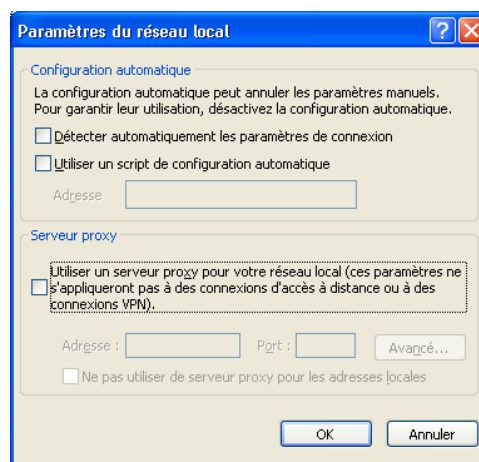 Paramètres du réseau local
Configuration automatique
La configuration automatique peut annuler les paramètres manuels.
Pour garantir leur utilisation, désactivez la configuration automatique.
Détecter automatiquement les paramètres de connexion
Utiliser un script de configuration automatique
Adresse
Serveur proxy
Utiliser un serveur proxy pour votre réseau local (ces paramètres ne
s'appliqueront pas à des connexions d'accès à distance ou à des
connexions VPN).
Adresse : Port : Avancé...
Ne pas utiliser de serveur proxy pour les adresses locales
OK Annuler